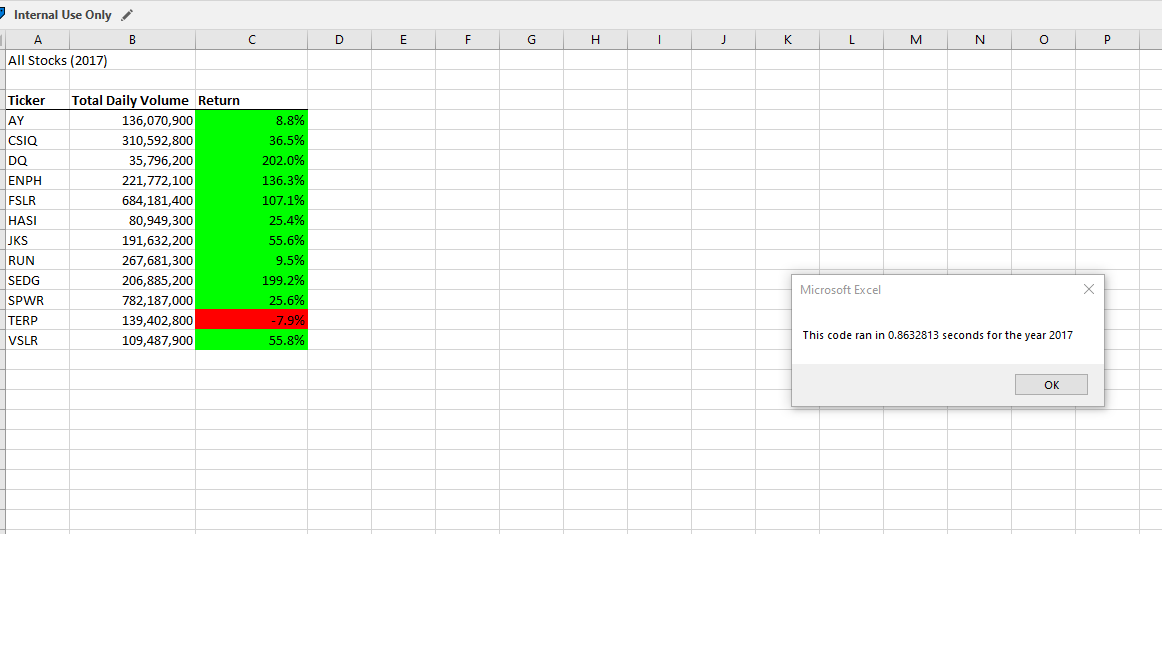 Internal Use Only
A B C D E F G H I J K L M N O P
All Stocks (2017)
Ticker Total Daily Volume Return
AY 136,070,900 8.8%
CSIQ 310,592,800 36.5%
DQ 35,796,200 202.0%
ENPH 221,772,100 136.3%
FSLR 684,181,400 107.1%
HASI 80,949,300 25.4%
JKS 191,632,200 55.6%
RUN 267,681,300 9.5%
SEDG 206,885,200 199.2%
SPWR 782,187,000 25.6%
TERP 139,402,800 -7.9%
VSLR 109,487,900 55.8%
Microsoft Excel
This code ran in 0.8632813 seconds for the year 2017
OK